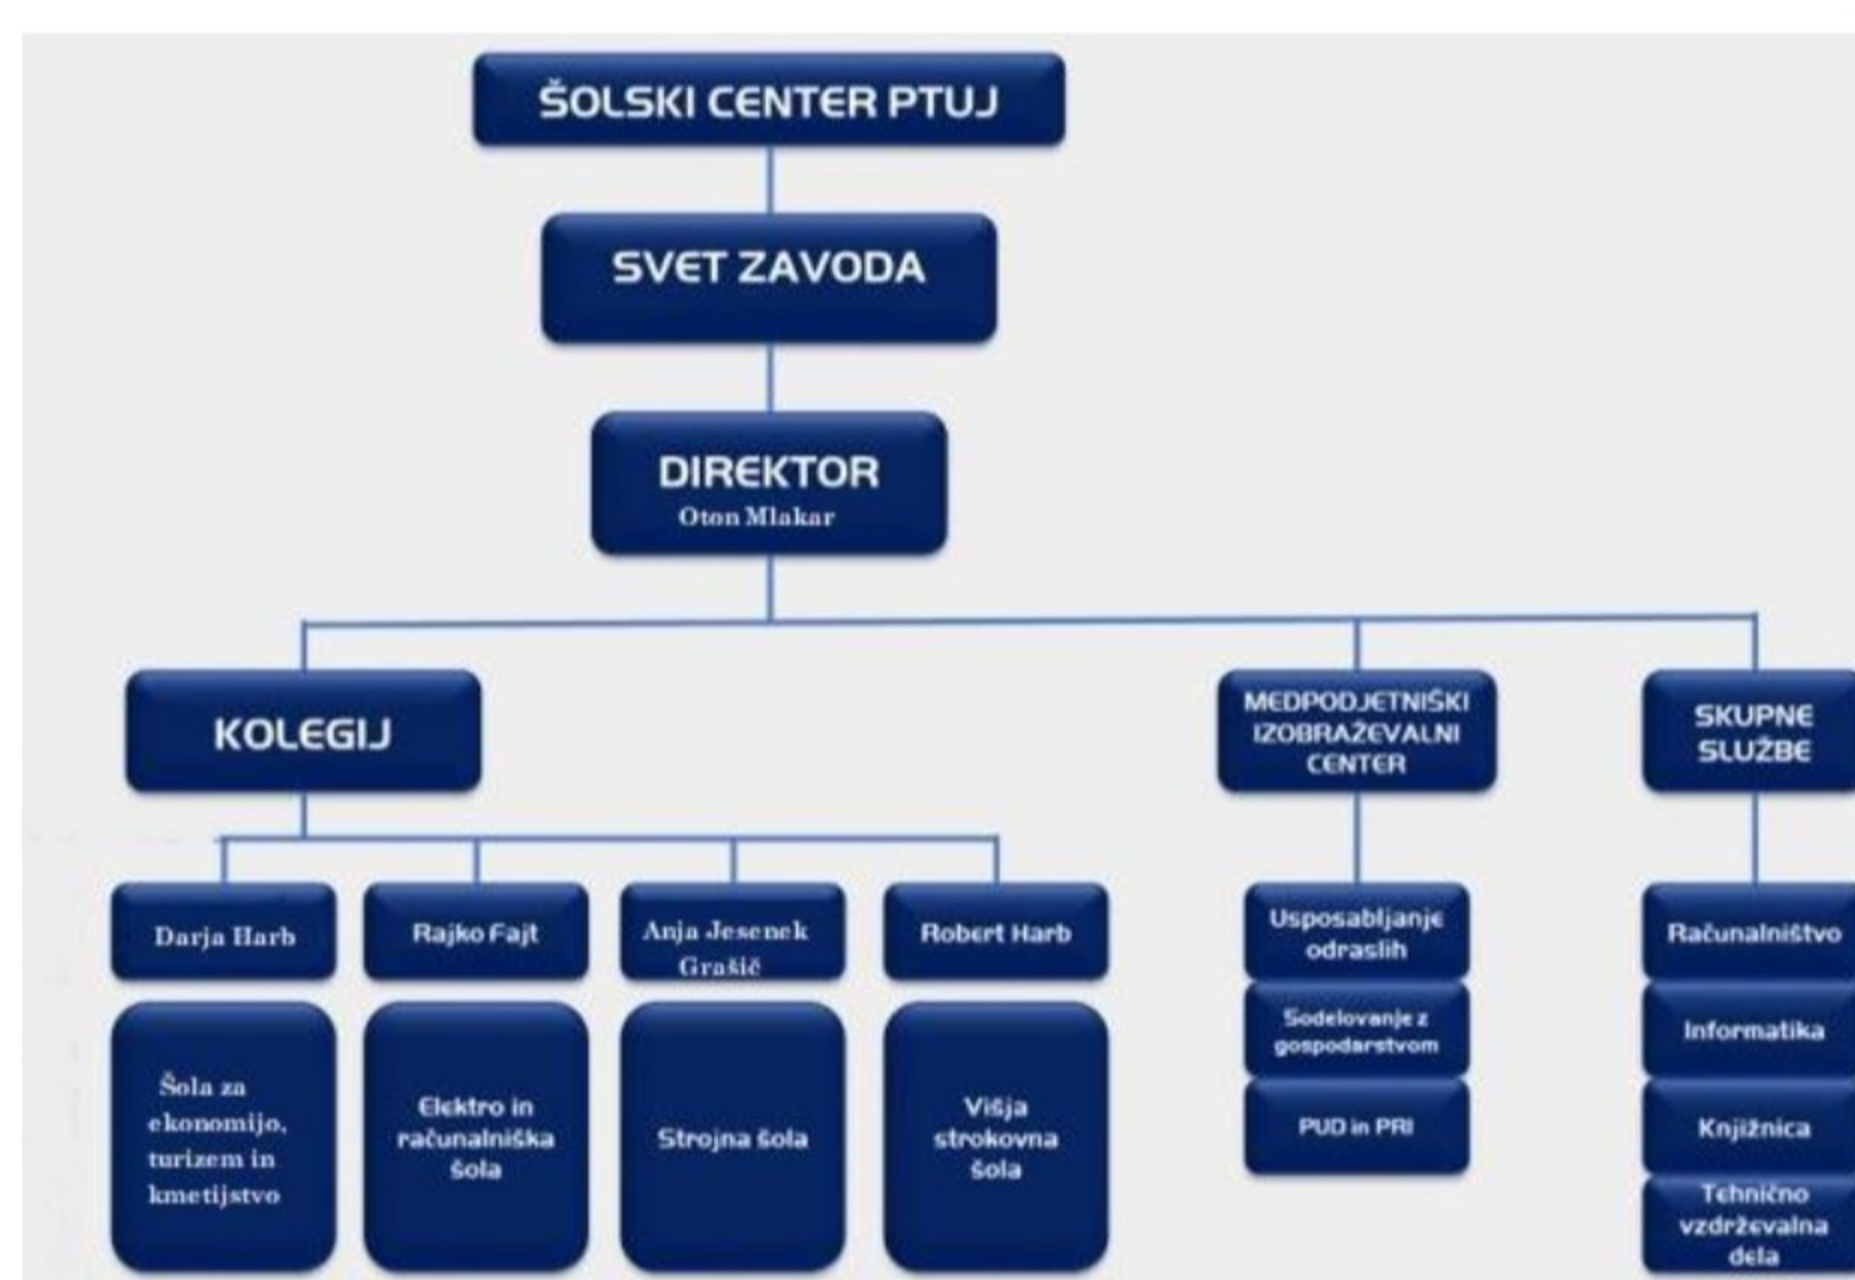 ŠOLSKI CENTER PTUJ
SVET ZAVODA
DIREKTOR
Oton Mlakar
KOLEGIJ
MEDPODJETNIŠKI
IZOBRAŽEVALNI
CENTER
SKUPNE
SLUŽBE
Darja Harb
Rajko Fajt
Anja Jesenek
Grašič
Robert Harb
Šola za
ekonomijo,
turizem in
kmetijstvo
Elektro in
računalniška
šola
Strojna šola
Višja
strokovna
šola
Usposabljanje
odraslih
Sodelovanje z
gospodarstvom
PUD in PRI
Računalništvo
Informatika
Knjižnica
Tehnično
vzdrževalna
dela